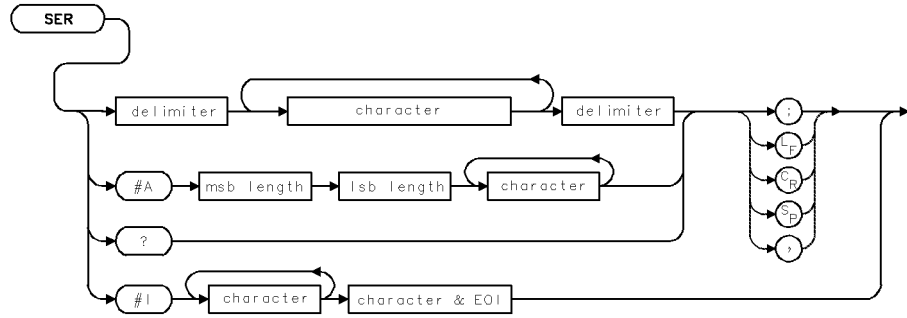 SER
delimiter character delimiter ;
LF
#A msb length lsb length character CR
SP
? ,
#I character character & EOI